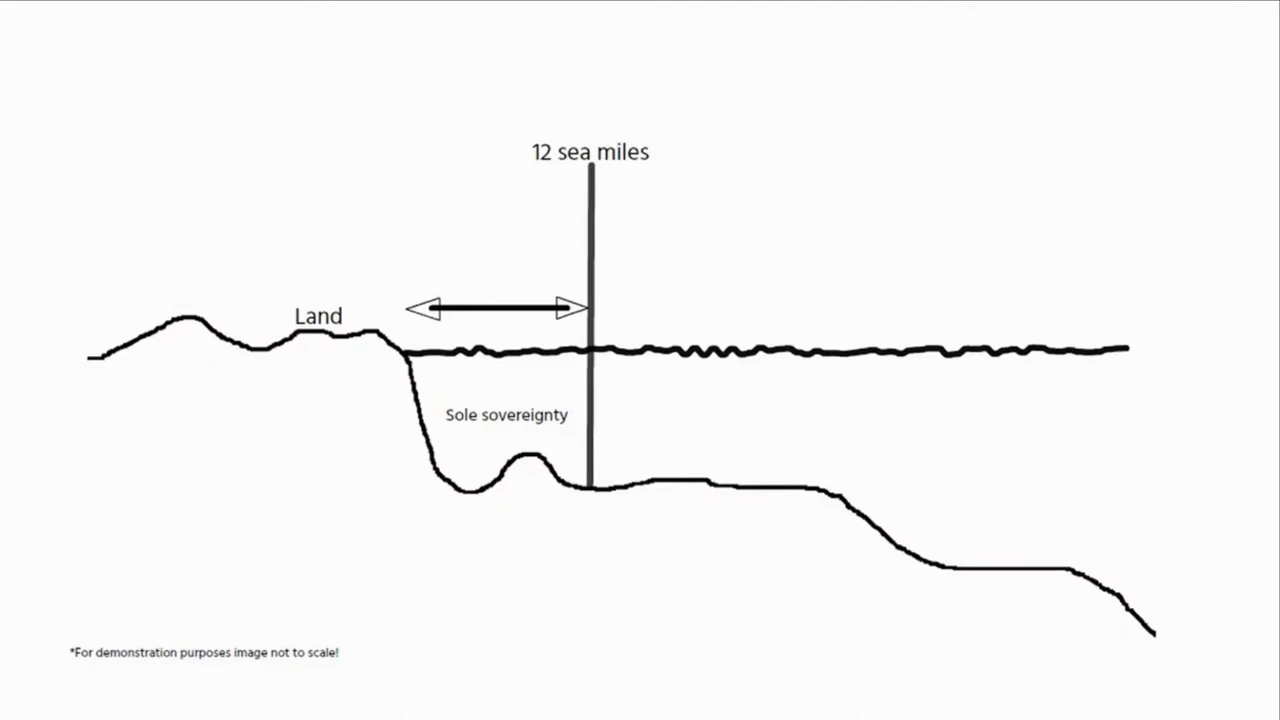 12 sea miles
Land
Sole sovereignty
*For demonstration purposes image not to scale!